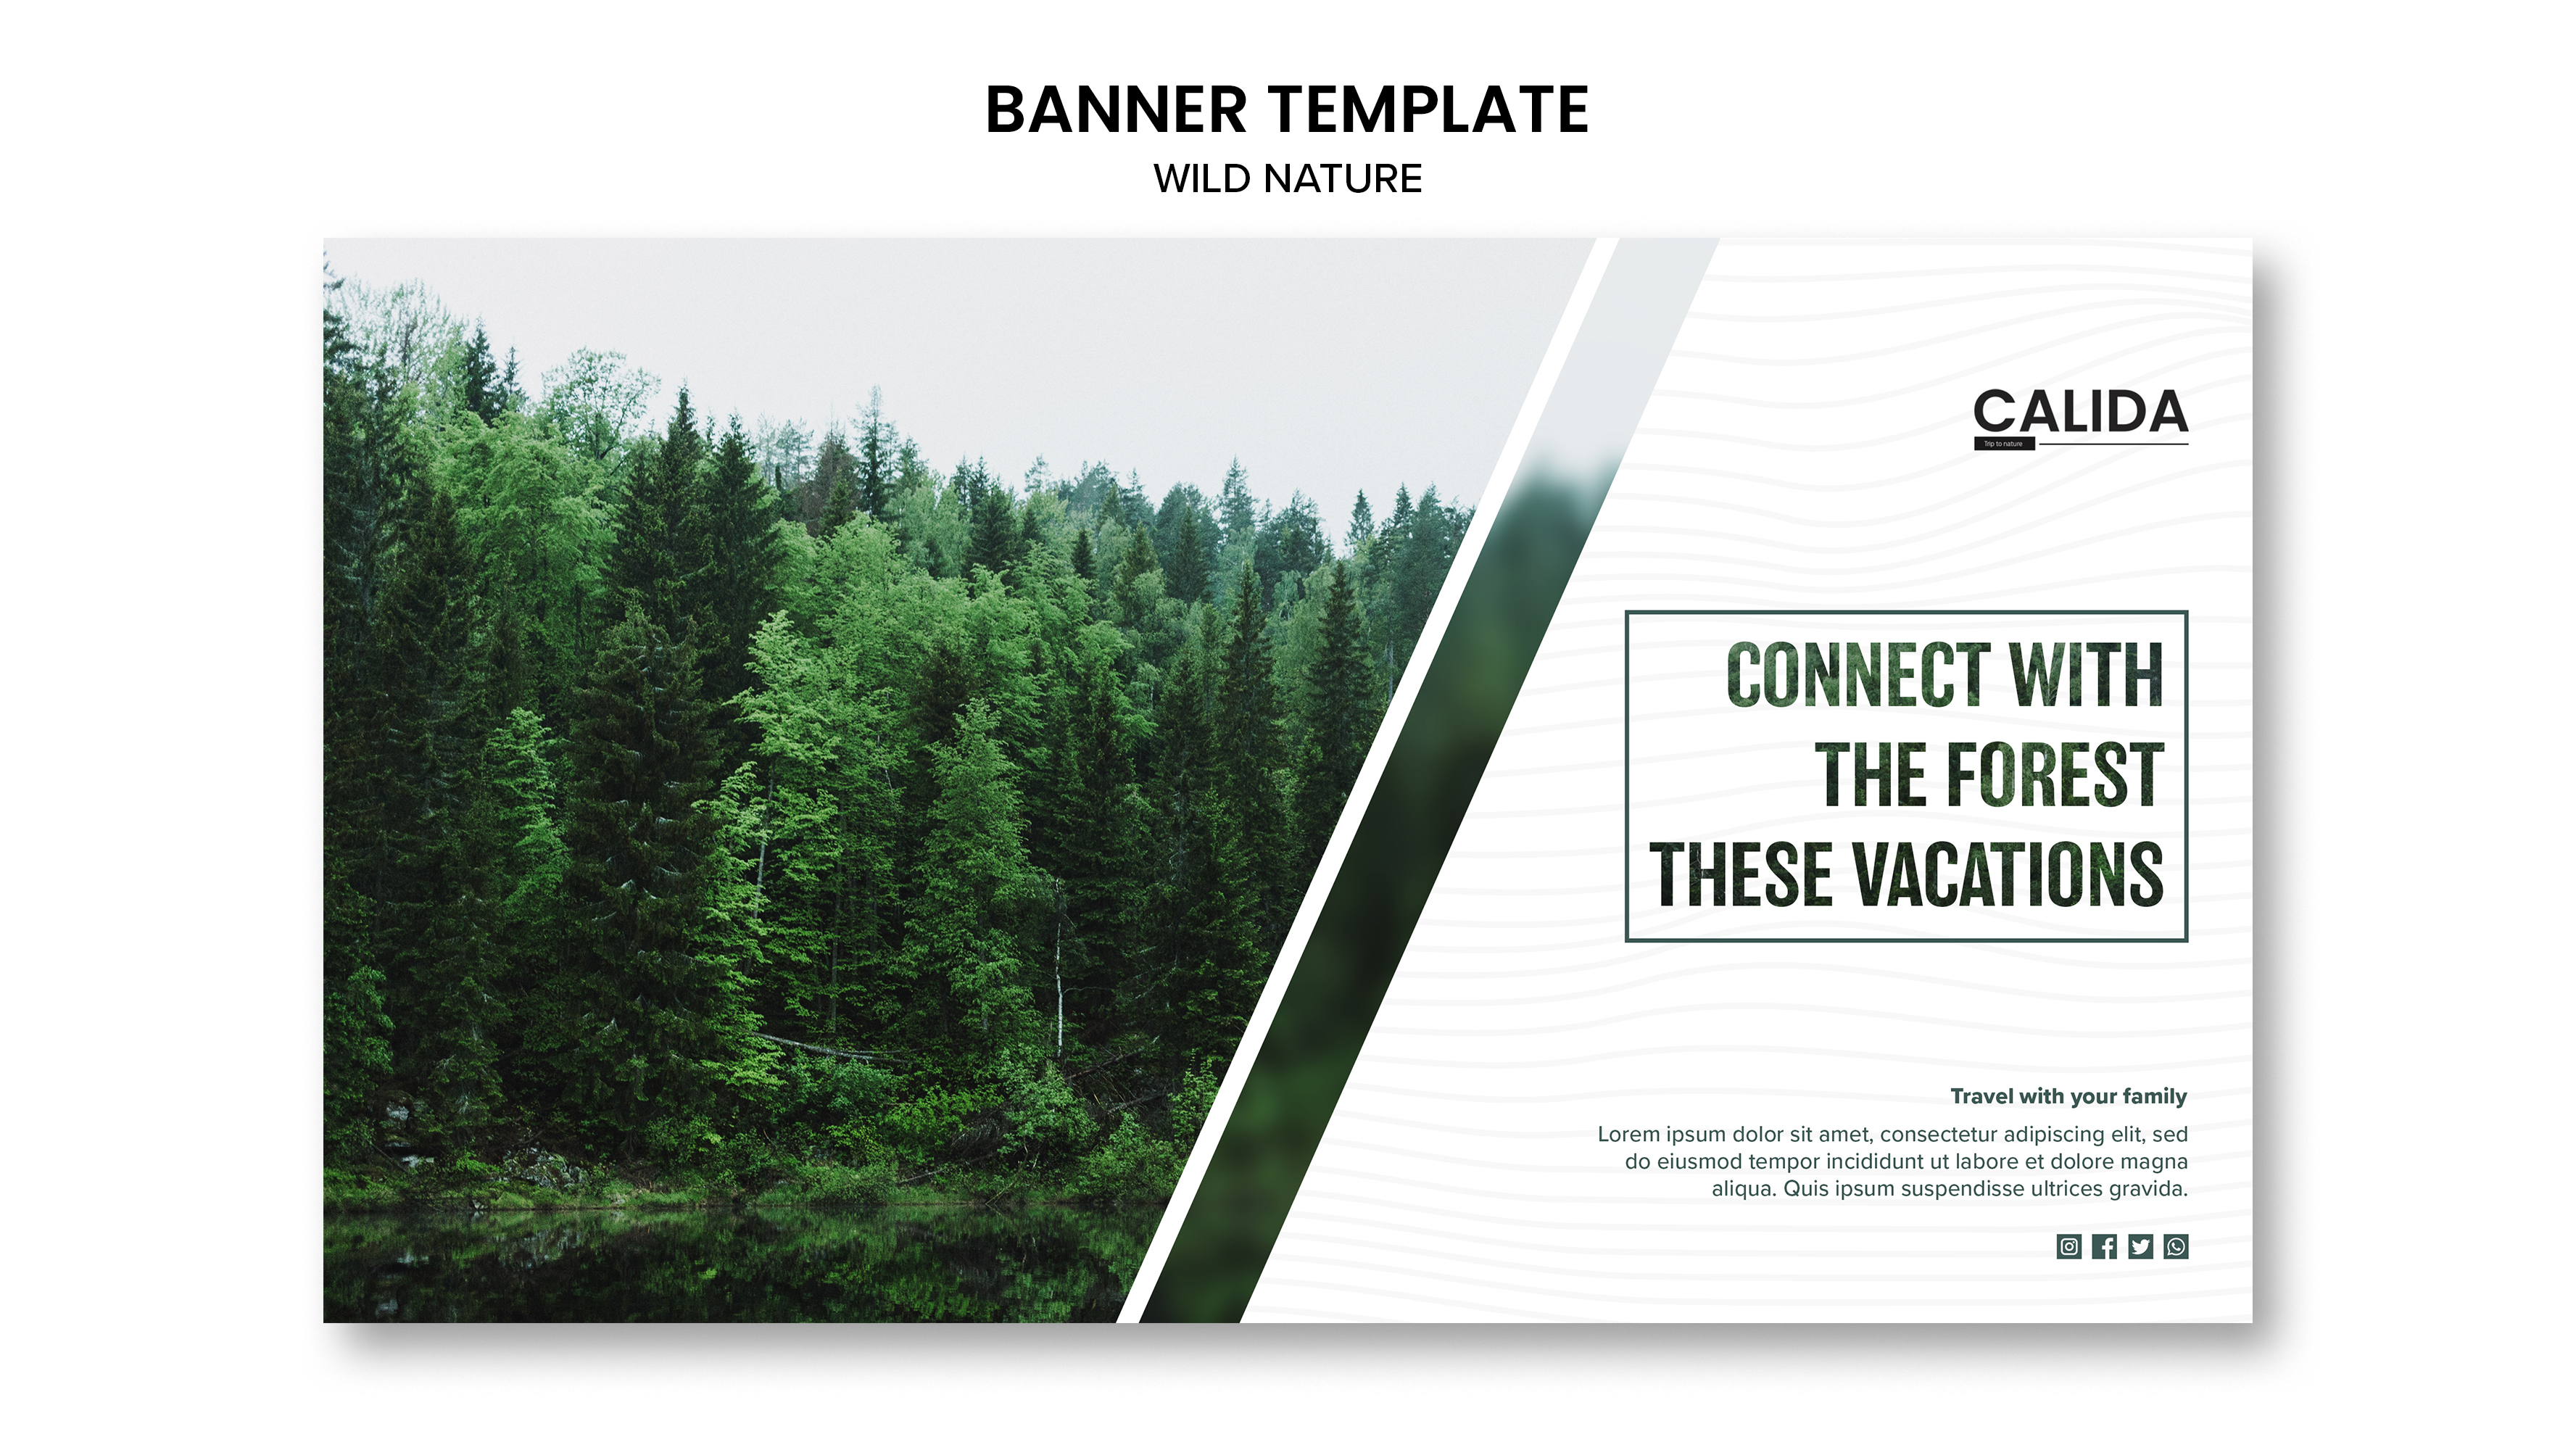 BANNER TEMPLATE
WILD NATURE
CALIDA
Trip to nature
CONNECT WITH
THE FOREST
THESE VACATIONS
Travel with your family
Lorem ipsum dolor sit amet, consectetur adipiscing elit, sed
do eiusmod tempor incididunt ut labore et dolore magna
aliqua. Quis ipsum suspendisse ultrices gravida.